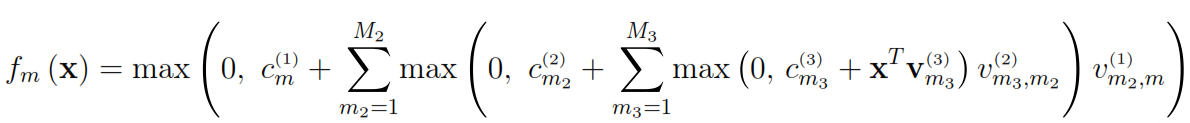 $f_m(\mathbf{x}) = \max\left(0,\ c_m^{(1)} + \sum_{m_2=1}^{M_2} \max\left(0,\ c_{m_2}^{(2)} + \sum_{m_3=1}^{M_3} \max\left(0,\ c_{m_3}^{(3)} + \mathbf{x}^T \mathbf{v}_{m_3}^{(3)}\right) v_{m_3,m_2}^{(2)}\right) v_{m_2,m}^{(1)}\right)$